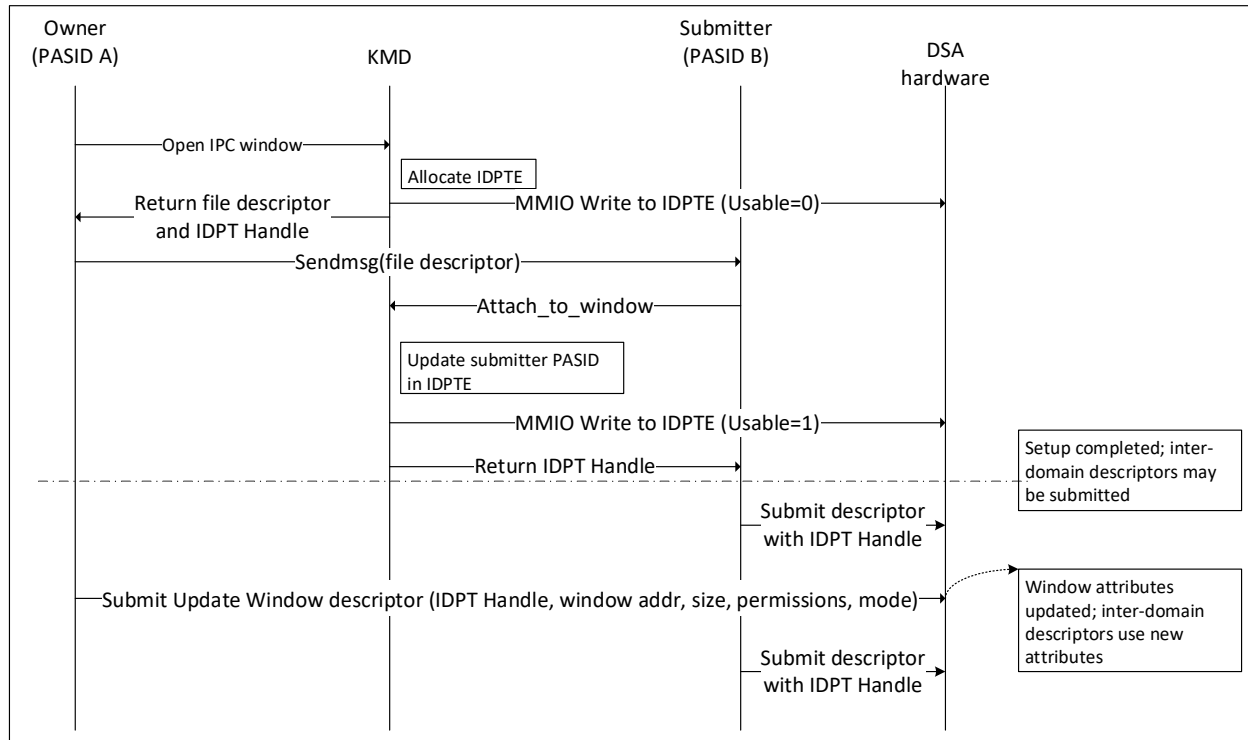 Owner
(PASID A)
KMD
Submitter
(PASID B)
DSA
hardware
Open IPC window
Allocate IDPTE
Return file descriptor
and IDPT Handle
MMIO Write to IDPTE (Usable=0)
Sendmsg(file descriptor)
Attach_to_window
Update submitter PASID
in IDPTE
MMIO Write to IDPTE (Usable=1)
Return IDPT Handle
Setup completed; inter-
domain descriptors may
be submitted
Submit descriptor
with IDPT Handle
Submit Update Window descriptor (IDPT Handle, window addr, size, permissions, mode)
Window attributes
updated; inter-domain
descriptors use new
attributes
Submit descriptor
with IDPT Handle